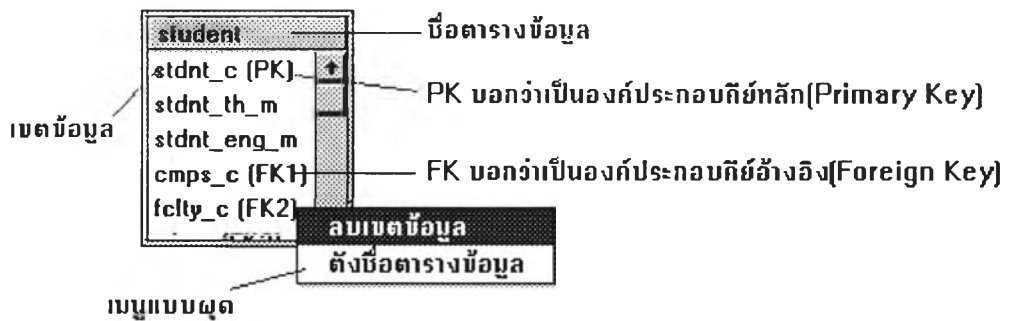 student
ชื่อตารางข้อมูล
stdnt_c (PK)
PK บอกว่าเป็นองค์ประกอบคีย์หลัก(Primary Key)
stdnt_th_m
เขตข้อมูล
stdnt_eng_m
cmps_c (FK1)
FK บอกว่าเป็นองค์ประกอบคีย์อ้างอิง(Foreign Key)
fclty_c (FK2)
ลบเขตข้อมูล
ตั้งชื่อตารางข้อมูล
เมนูแบบผุด